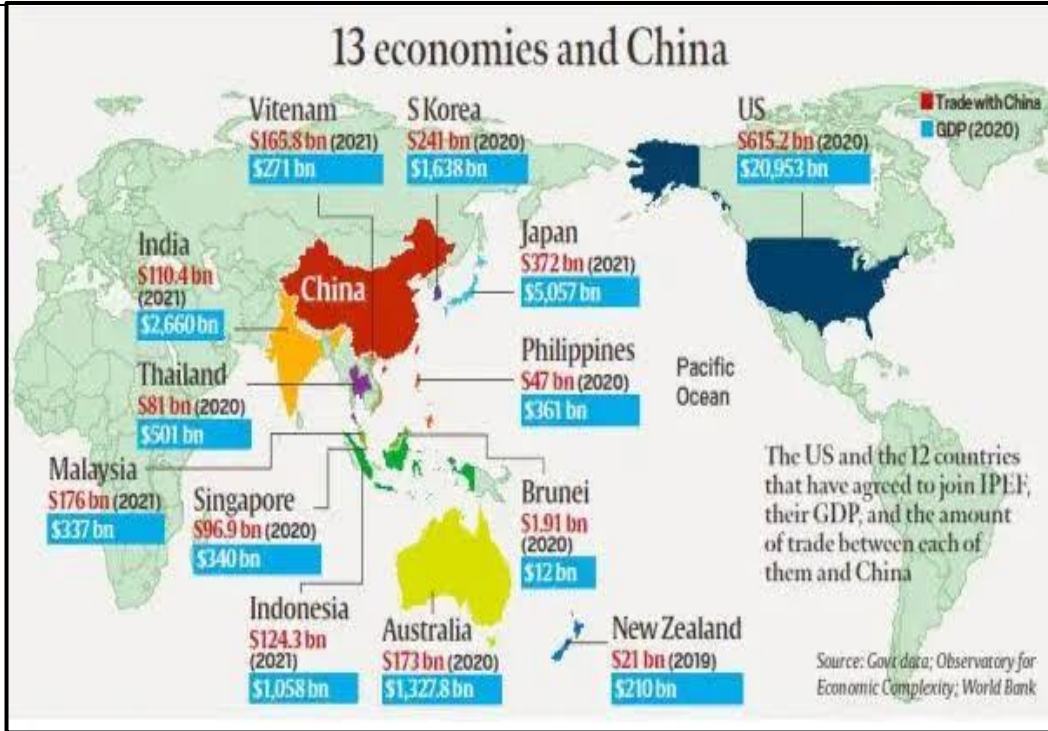 13 economies and China
Vitenam
$165.8 bn (2021)
$271 bn
S Korea
$241 bn (2020)
$1,638 bn
US
$615.2 bn (2020)
$20,953 bn
Trade with China
GDP (2020)
India
$110.4 bn
(2021)
$2,660 bn
China
Japan
$372 bn (2021)
$5,057 bn
Thailand
$81 bn (2020)
$501 bn
Philippines
$47 bn (2020)
$361 bn
Pacific
Ocean
Malaysia
$176 bn (2021)
$337 bn
Singapore
$96.9 bn (2020)
$340 bn
Brunei
$1.91 bn
(2020)
$12 bn
The US and the 12 countries
that have agreed to join IPEF,
their GDP, and the amount
of trade between each of
them and China
Indonesia
$124.3 bn
(2021)
$1,058 bn
Australia
$173 bn (2020)
$1,327.8 bn
New Zealand
$21 bn (2019)
$210 bn
Source: Govt data; Observatory for
Economic Complexity; World Bank